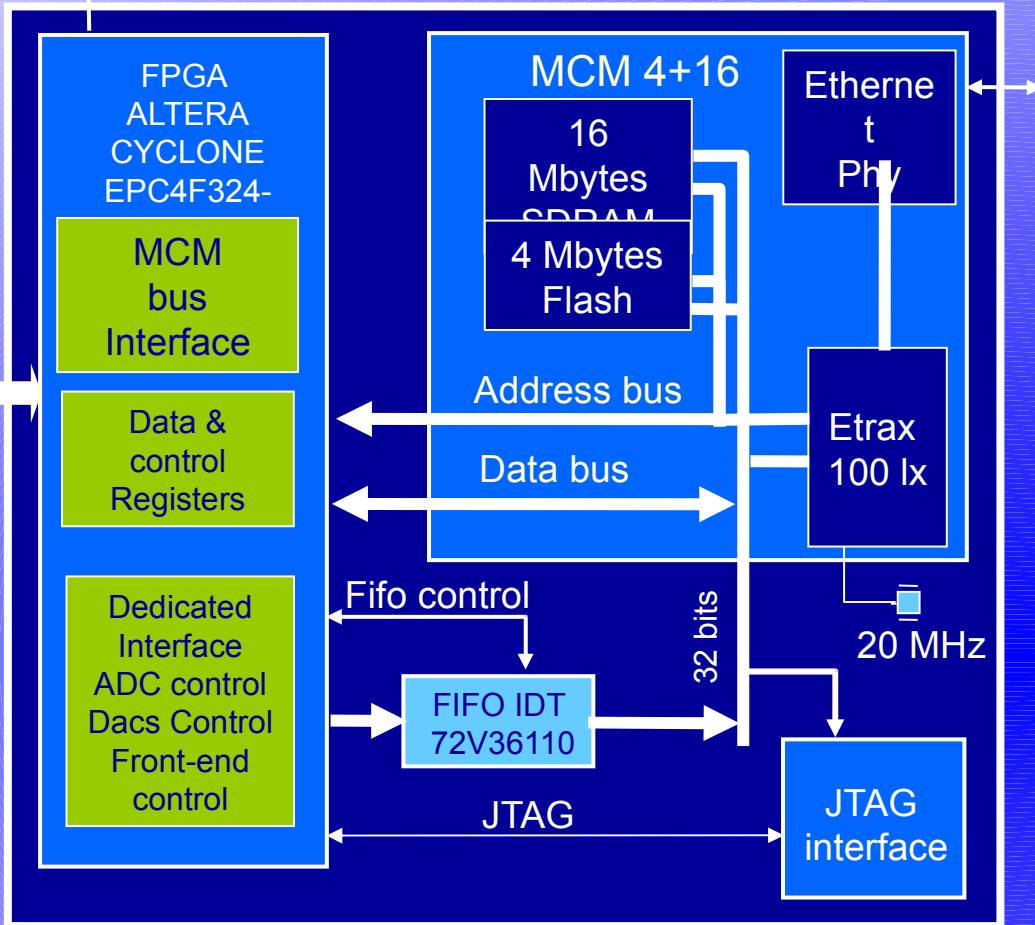 FPGA
ALTERA
CYCLONE
EPC4F324-
MCM
bus
Interface
Data &
control
Registers
Dedicated
Interface
ADC control
Dacs Control
Front-end
control
MCM 4+16
16
Mbytes
SDRAM
4 Mbytes
Flash
Etherne
t
Phy
Address bus
Data bus
Etrax
100 lx
Fifo control
32 bits
20 MHz
FIFO IDT
72V36110
JTAG
JTAG
interface